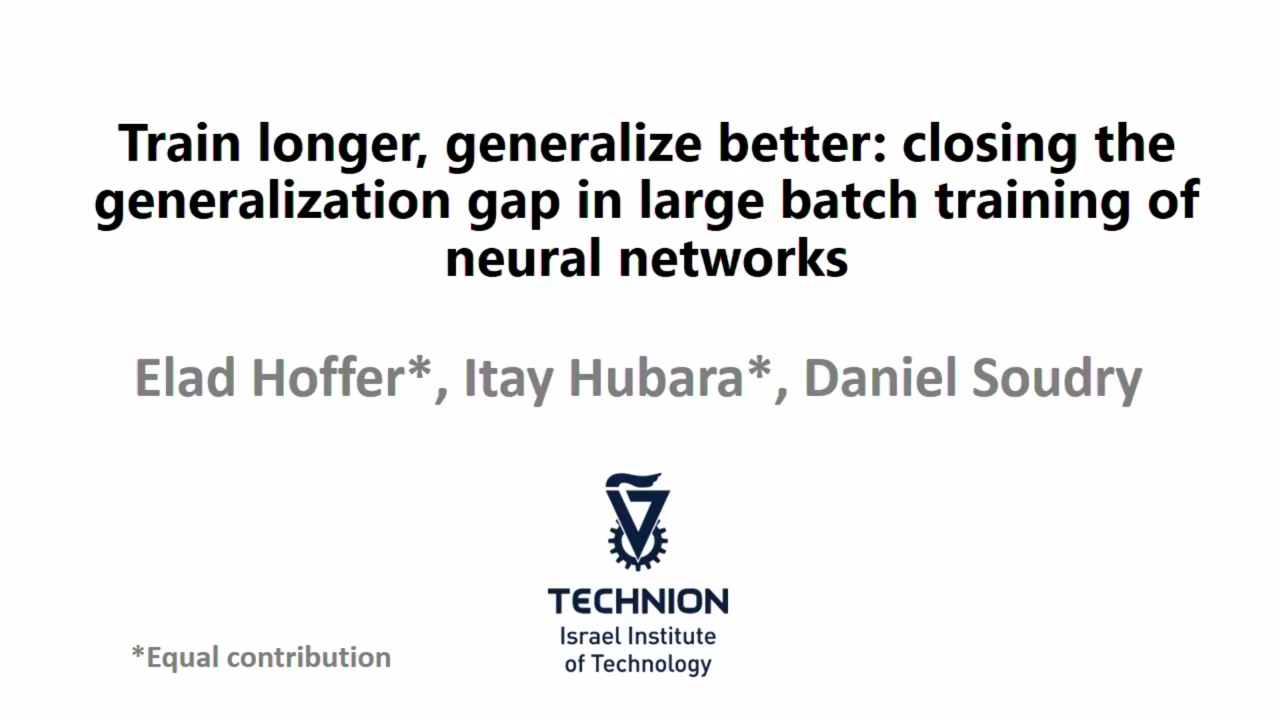 Train longer, generalize better: closing the
generalization gap in large batch training of
neural networks
Elad Hoffer*, Itay Hubara*, Daniel Soudry
TECHNION
Israel Institute
of Technology
*Equal contribution